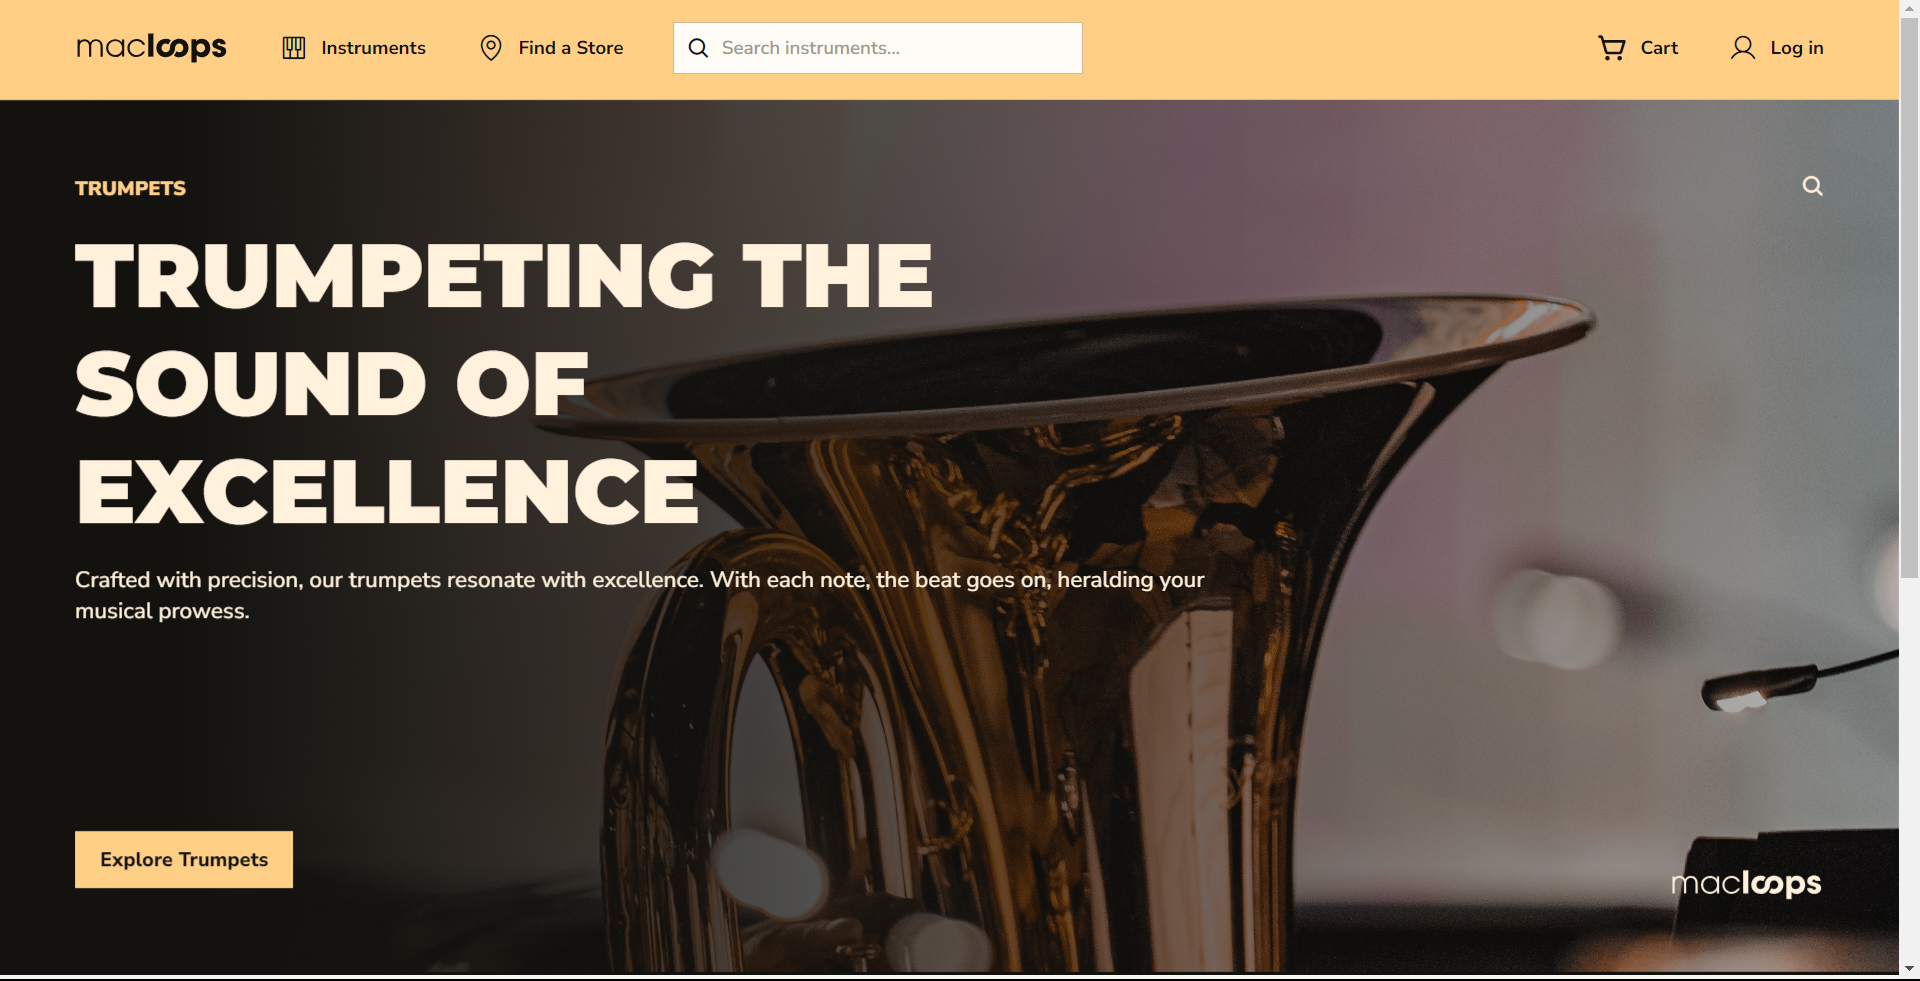 macloops
Instruments
Find a Store
Search instruments...
Cart
Log in
TRUMPETS
TRUMPETING THE
SOUND OF
EXCELLENCE
Crafted with precision, our trumpets resonate with excellence. With each note, the beat goes on, heralding your
musical prowess.
Explore Trumpets
macloops